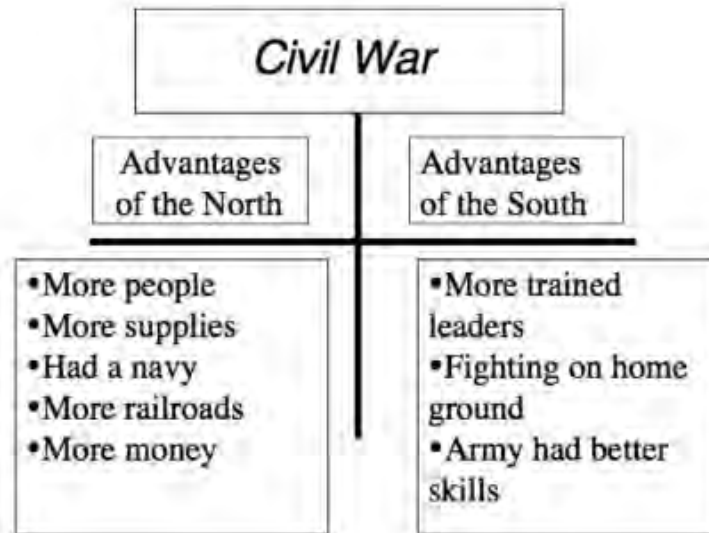 Civil War
Advantages
of the North
Advantages
of the South
•More people
•More supplies
•Had a navy
•More railroads
•More money
•More trained
leaders
•Fighting on home
ground
•Army had better
skills